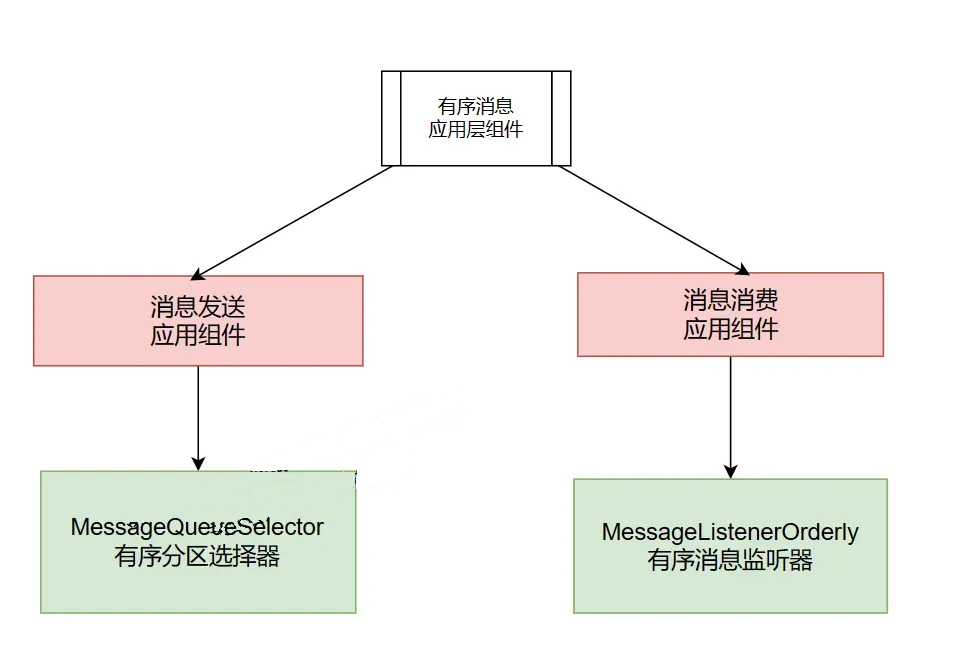 有序消息
应用层组件
消息发送
应用组件
消息消费
应用组件
MessageQueueSelector
有序分区选择器
MessageListenerOrderly
有序消息监听器